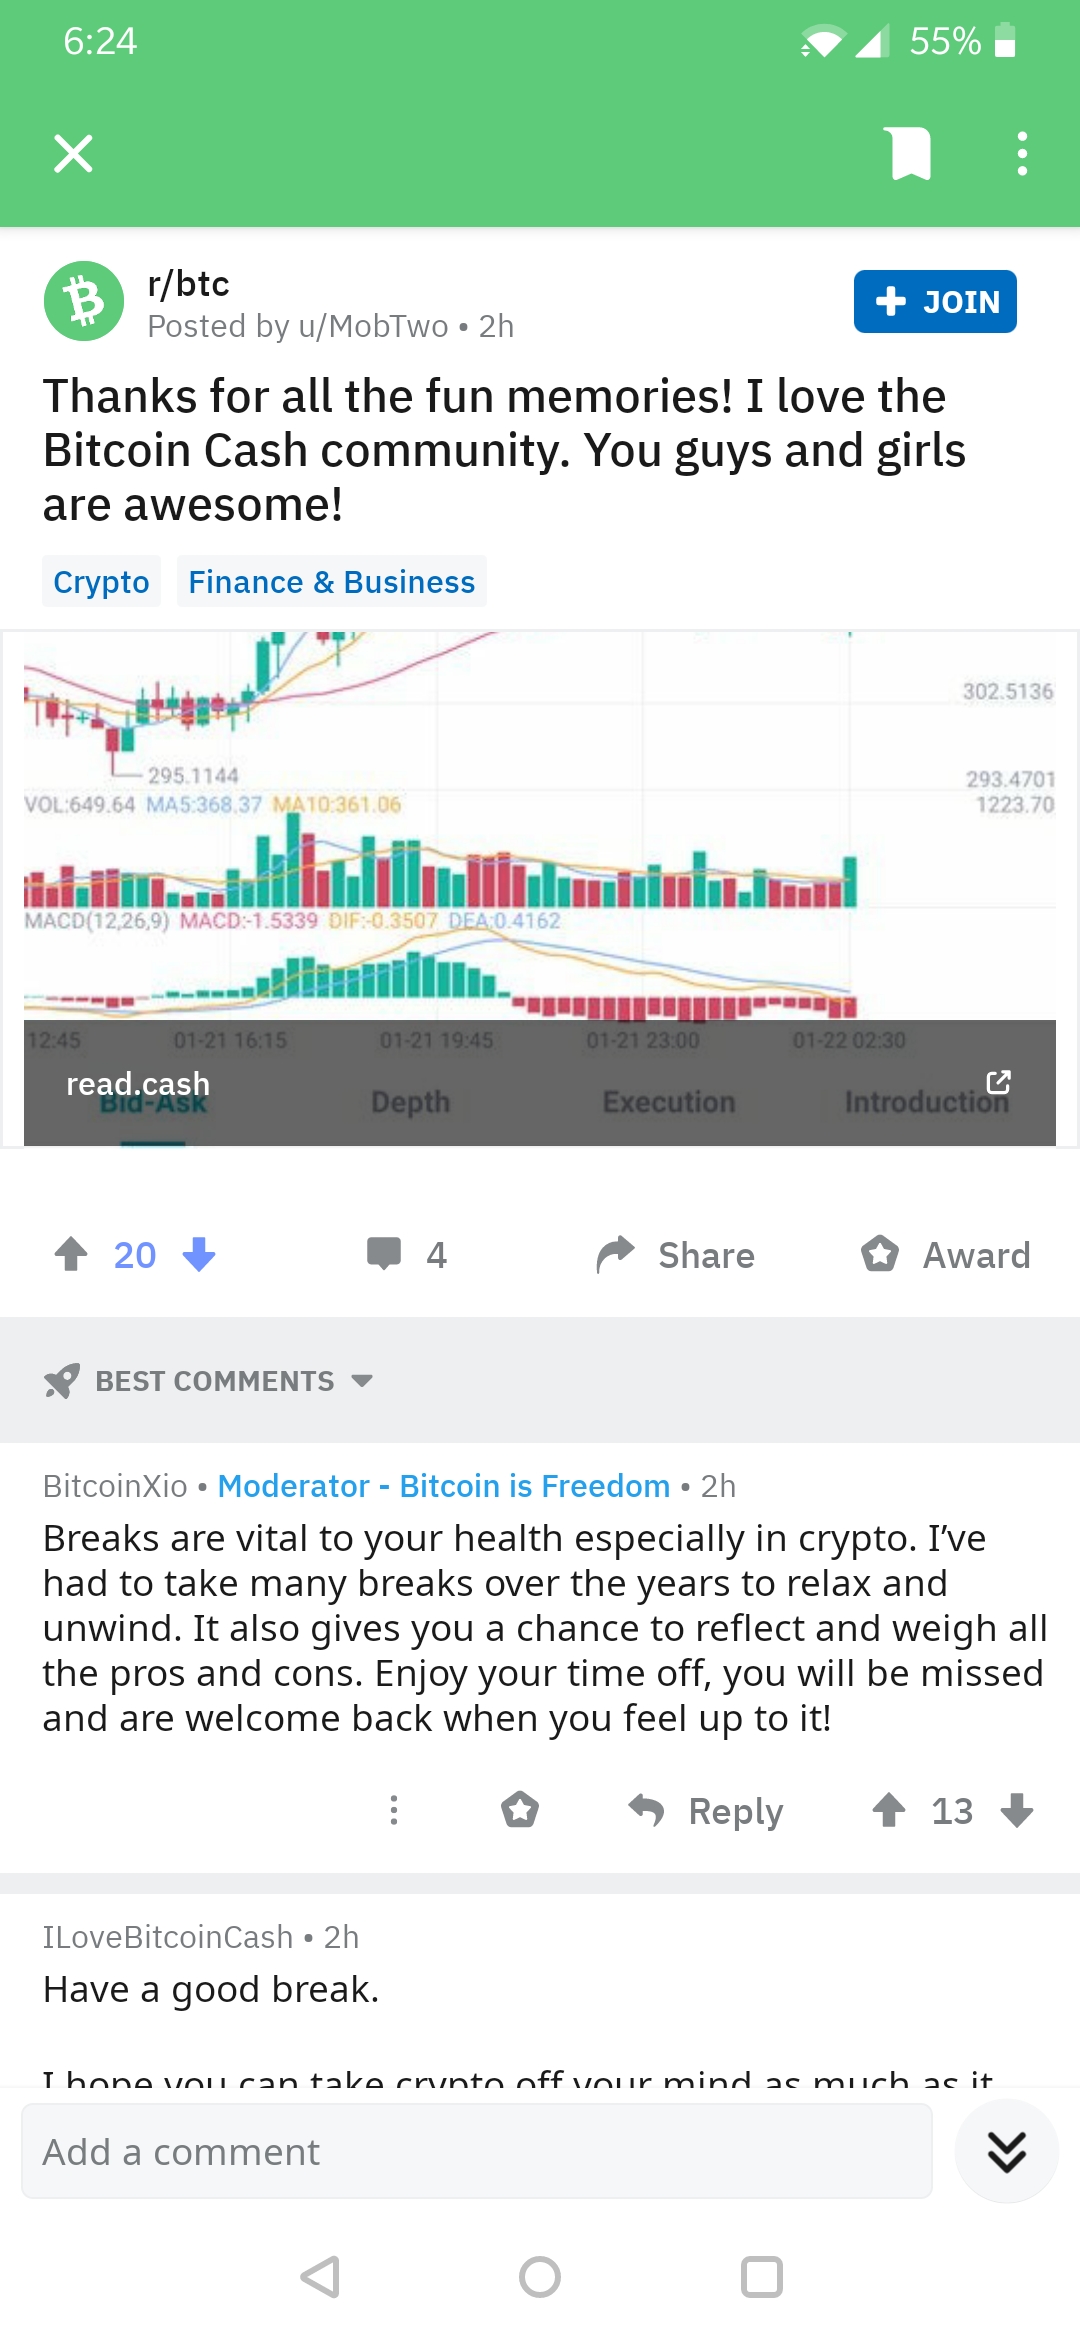 6:24
55%
r/btc
Posted by u/MobTwo • 2h
JOIN
Thanks for all the fun memories! I love the
Bitcoin Cash community. You guys and girls
are awesome!
Crypto
Finance & Business
302.5136
295.1144
293.4701
VOL:649.64 MA5:368.37 MA10:361.06
1223.70
MACD(12,26,9) MACD:-1.5339 DIF:-0.3507 DEA:0.4162
12:45 01-21 16:15 01-21 19:45 01-21 23:00 01-22 02:30
read.cash
Bid-Ask Depth Execution Introduction
20
4
Share
Award
BEST COMMENTS
BitcoinXio • Moderator - Bitcoin is Freedom • 2h
Breaks are vital to your health especially in crypto. I’ve
had to take many breaks over the years to relax and
unwind. It also gives you a chance to reflect and weigh all
the pros and cons. Enjoy your time off, you will be missed
and are welcome back when you feel up to it!
Reply
13
ILoveBitcoinCash • 2h
Have a good break.
I hope you can take crypto off your mind as much as it
Add a comment